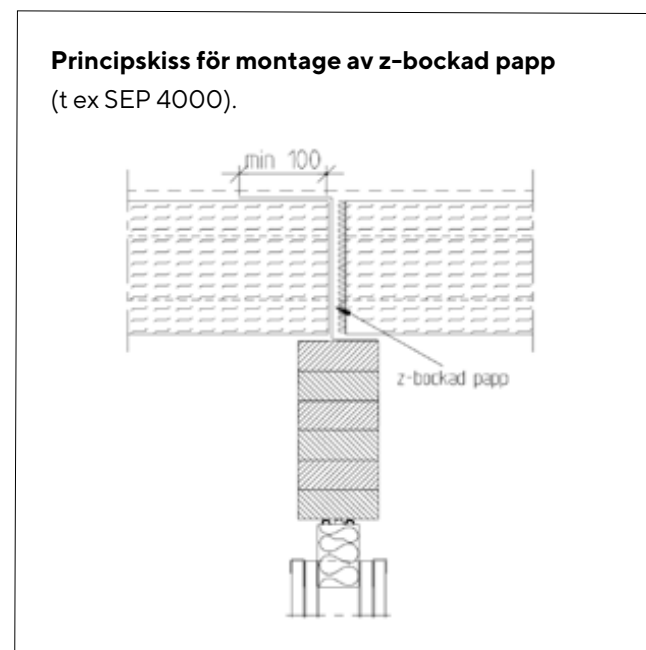 Principskiss för montage av z-bockad papp
(t ex SEP 4000).
min 100
z-bockad papp